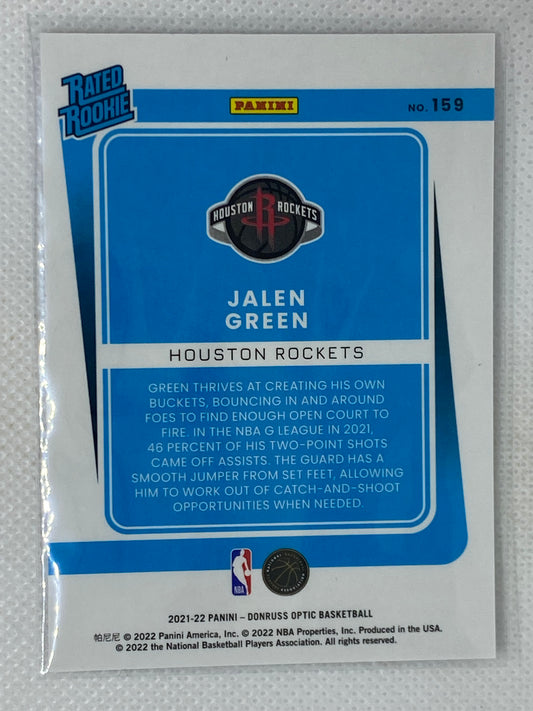 RATED
ROOKIE
PANINI
NO. 159
HOUSTON R ROCKETS
JALEN
GREEN
HOUSTON ROCKETS
GREEN THRIVES AT CREATING HIS OWN
BUCKETS, BOUNCING IN AND AROUND
FOES TO FIND ENOUGH OPEN COURT TO
FIRE. IN THE NBA G LEAGUE IN 2021,
46 PERCENT OF HIS TWO-POINT SHOTS
CAME OFF ASSISTS. THE GUARD HAS A
SMOOTH JUMPER FROM SET FEET, ALLOWING
HIM TO WORK OUT OF CATCH-AND-SHOOT
OPPORTUNITIES WHEN NEEDED.
NBA
2021-22 PANINI – DONRUSS OPTIC BASKETBALL
帕尼尼 © 2022 Panini America, Inc. © 2022 NBA Properties, Inc. Produced in the USA.
© 2022 the National Basketball Players Association. All rights reserved.